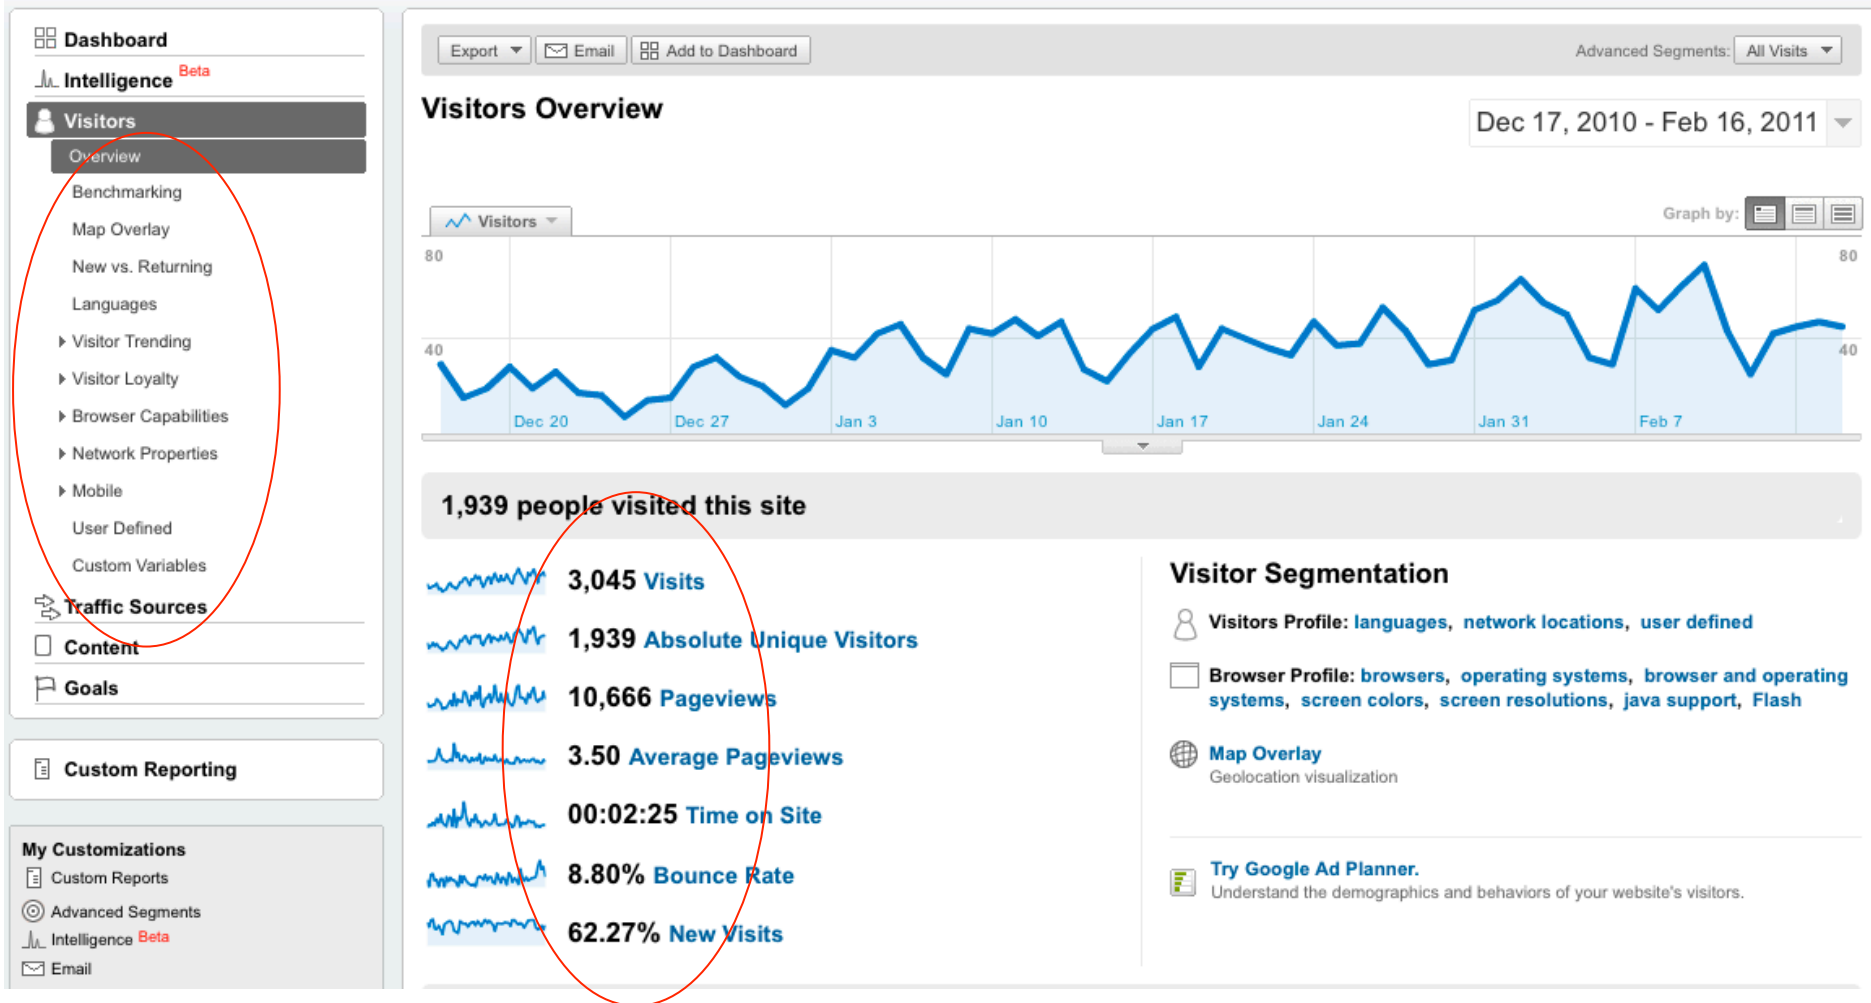 Dashboard
Intelligence Beta
Visitors
Overview
Benchmarking
Map Overlay
New vs. Returning
Languages
Visitor Trending
Visitor Loyalty
Browser Capabilities
Network Properties
Mobile
User Defined
Custom Variables
Traffic Sources
Content
Goals
Custom Reporting
My Customizations
Custom Reports
Advanced Segments
Intelligence Beta
Email
Export
Email
Add to Dashboard
Advanced Segments: All Visits
Visitors Overview
Dec 17, 2010 - Feb 16, 2011
Visitors
Graph by:
80 80
40 40
Dec 20 Dec 27 Jan 3 Jan 10 Jan 17 Jan 24 Jan 31 Feb 7
1,939 people visited this site
3,045 Visits
1,939 Absolute Unique Visitors
10,666 Pageviews
3.50 Average Pageviews
00:02:25 Time on Site
8.80% Bounce Rate
62.27% New Visits
Visitor Segmentation
Visitors Profile: languages, network locations, user defined
Browser Profile: browsers, operating systems, browser and operating
systems, screen colors, screen resolutions, java support, Flash
Map Overlay
Geolocation visualization
Try Google Ad Planner.
Understand the demographics and behaviors of your website's visitors.